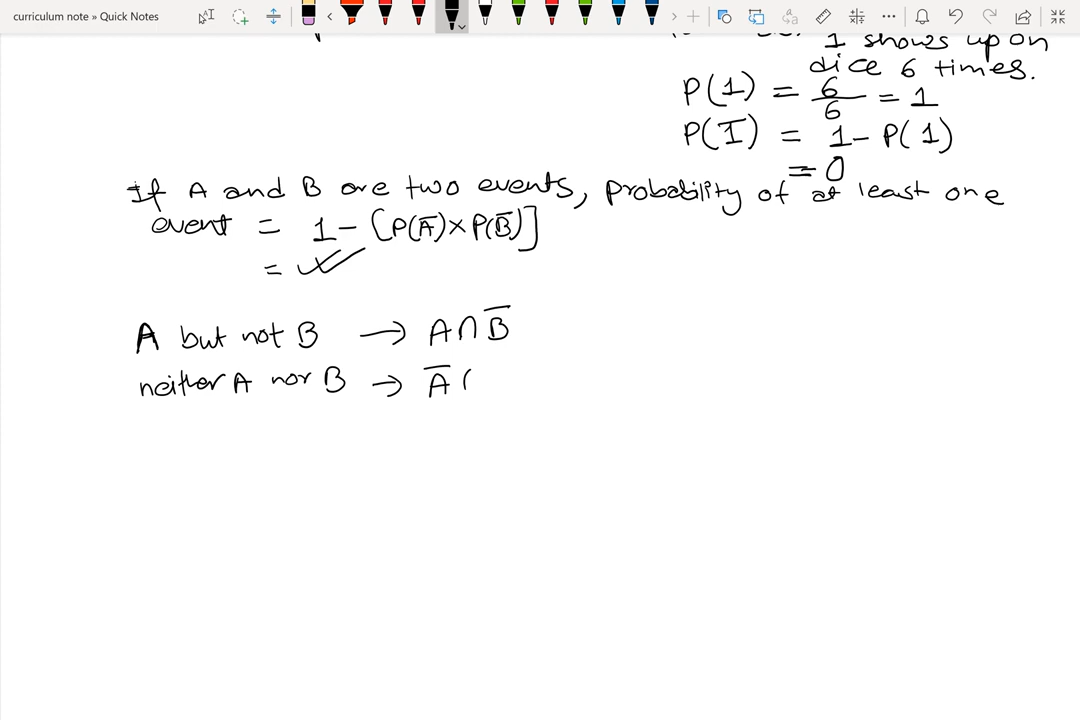 curriculum note » Quick Notes
1 shows up on
dice 6 times.
P(1) = 6/6 = 1
P(1̅) = 1 - P(1)
= 0
If A and B are two events, probability of at least one
event = 1 - [P(A̅) × P(B̅)]
= ✓
A but not B → A ∩ B̅
neither A nor B → A̅ (